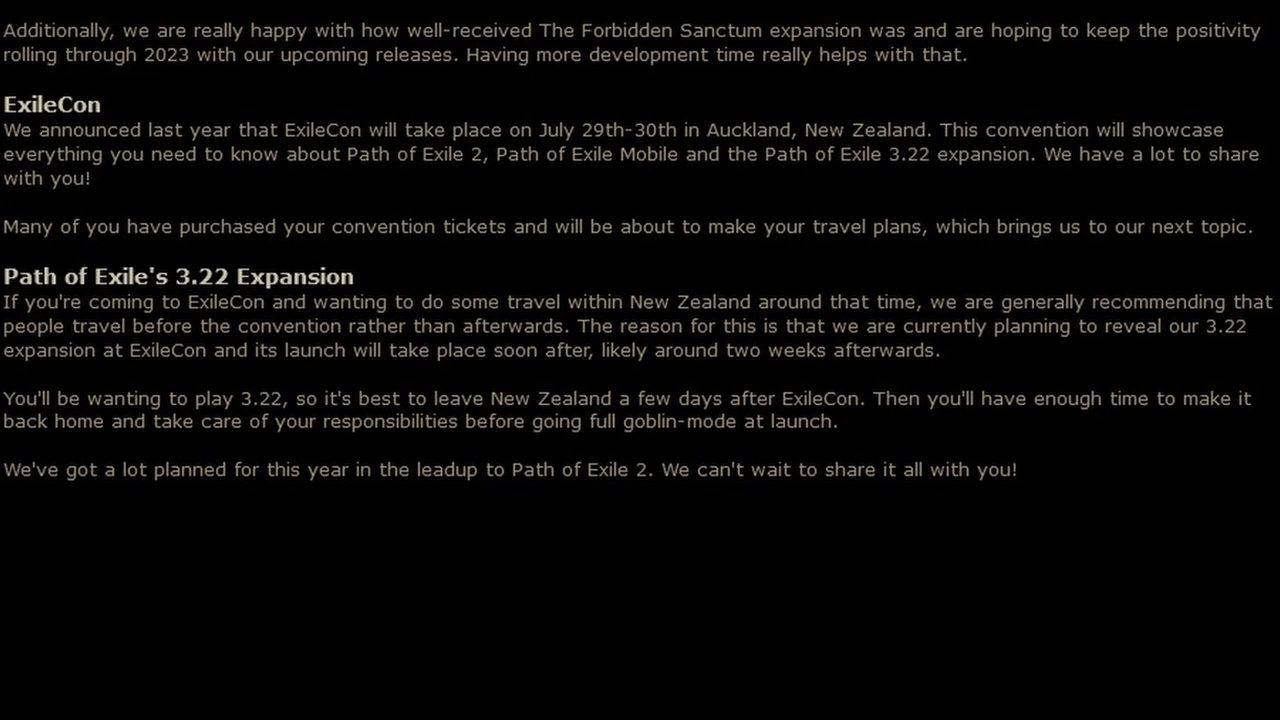 Additionally, we are really happy with how well-received The Forbidden Sanctum expansion was and are hoping to keep the positivity
rolling through 2023 with our upcoming releases. Having more development time really helps with that.
ExileCon
We announced last year that ExileCon will take place on July 29th-30th in Auckland, New Zealand. This convention will showcase
everything you need to know about Path of Exile 2, Path of Exile Mobile and the Path of Exile 3.22 expansion. We have a lot to share
with you!
Many of you have purchased your convention tickets and will be about to make your travel plans, which brings us to our next topic.
Path of Exile's 3.22 Expansion
If you're coming to ExileCon and wanting to do some travel within New Zealand around that time, we are generally recommending that
people travel before the convention rather than afterwards. The reason for this is that we are currently planning to reveal our 3.22
expansion at ExileCon and its launch will take place soon after, likely around two weeks afterwards.
You'll be wanting to play 3.22, so it's best to leave New Zealand a few days after ExileCon. Then you'll have enough time to make it
back home and take care of your responsibilities before going full goblin-mode at launch.
We've got a lot planned for this year in the leadup to Path of Exile 2. We can't wait to share it all with you!